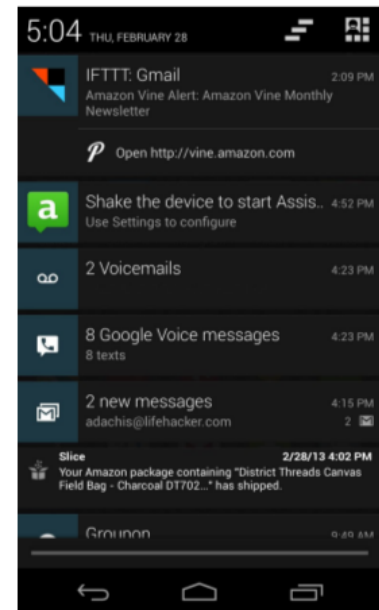 5:04 THU, FEBRUARY 28
IFTTT: Gmail 2:09 PM
Amazon Vine Alert: Amazon Vine Monthly
Newsletter
Open http://vine.amazon.com
a
Shake the device to start Assis.. 4:52 PM
Use Settings to configure
2 Voicemails 4:23 PM
8 Google Voice messages 4:23 PM
8 texts
2 new messages 4:15 PM
adachis@lifehacker.com 2
Slice 2/28/13 4:02 PM
Your Amazon package containing "District Threads Canvas
Field Bag - Charcoal DT702..." has shipped.
Groupon 9:49 AM